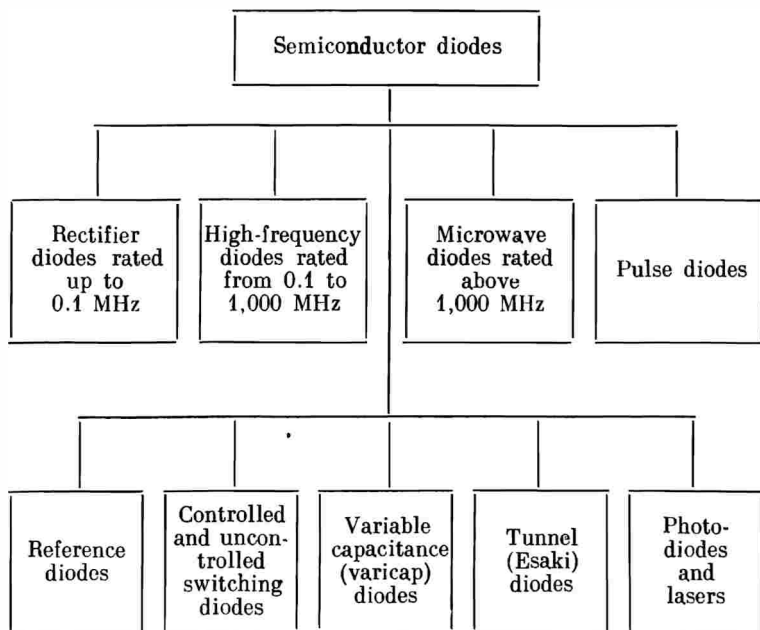 Semiconductor diodes
Rectifier
diodes rated
up to
0.1 MHz
High-frequency
diodes rated
from 0.1 to
1,000 MHz
Microwave
diodes rated
above
1,000 MHz
Pulse diodes
Reference
diodes
Controlled
and uncon-
trolled
switching
diodes
Variable
capacitance
(varicap)
diodes
Tunnel
(Esaki)
diodes
Photo-
diodes
and
lasers